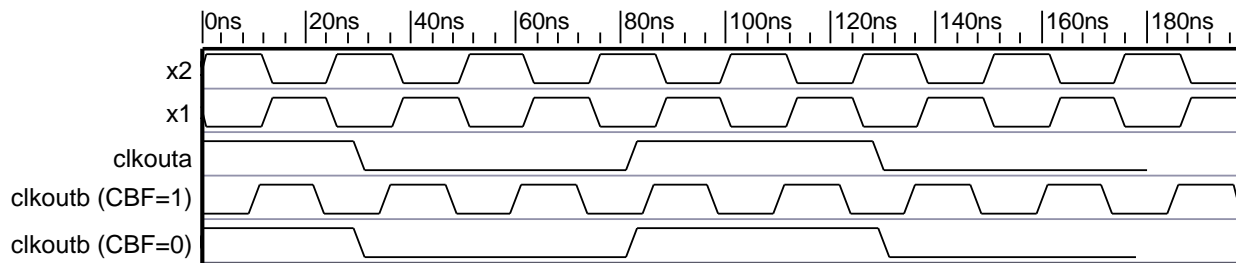 0ns 20ns 40ns 60ns 80ns 100ns 120ns 140ns 160ns 180ns
x2
x1
clkouta
clkoutb (CBF=1)
clkoutb (CBF=0)